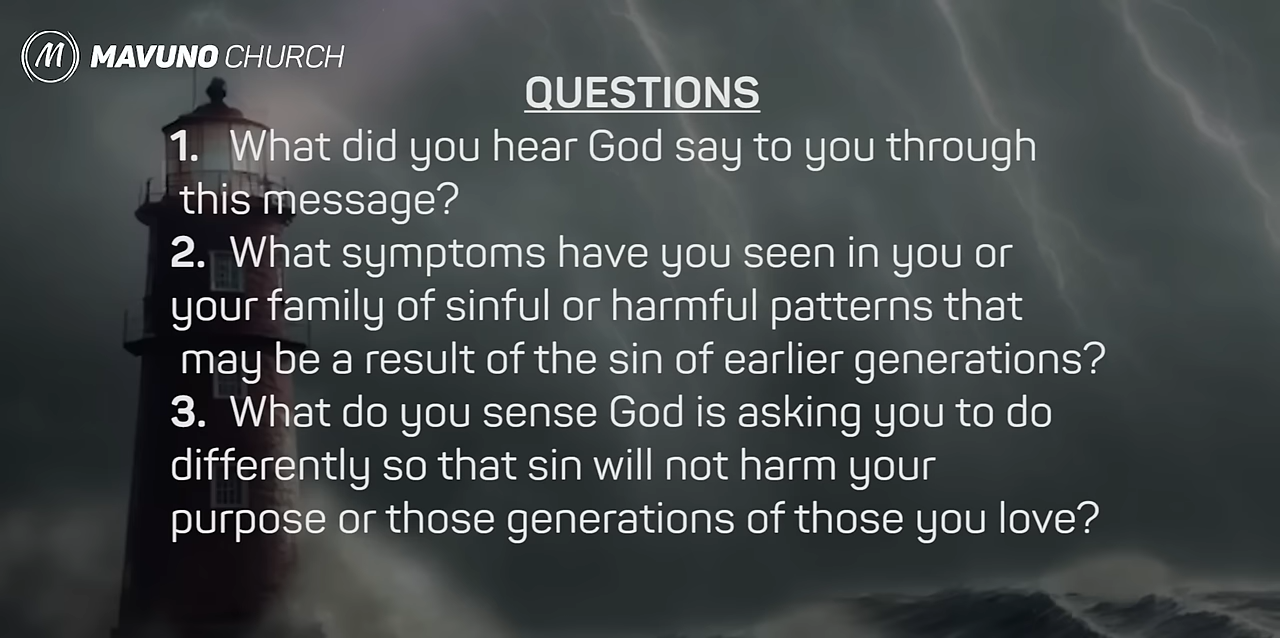 M MAVUNO CHURCH
QUESTIONS
1. What did you hear God say to you through
this message?
2. What symptoms have you seen in you or
your family of sinful or harmful patterns that
may be a result of the sin of earlier generations?
3. What do you sense God is asking you to do
differently so that sin will not harm your
purpose or those generations of those you love?